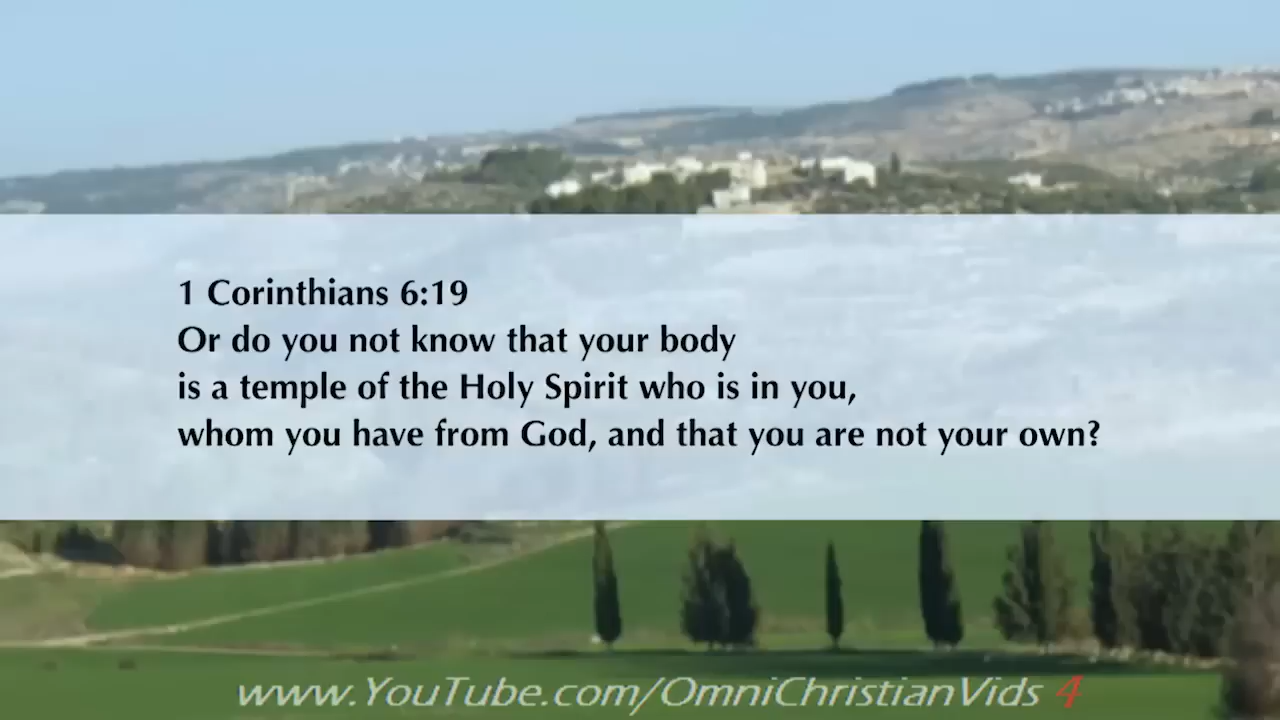 1 Corinthians 6:19
Or do you not know that your body
is a temple of the Holy Spirit who is in you,
whom you have from God, and that you are not your own?
www.YouTube.com/OmniChristianVids 4